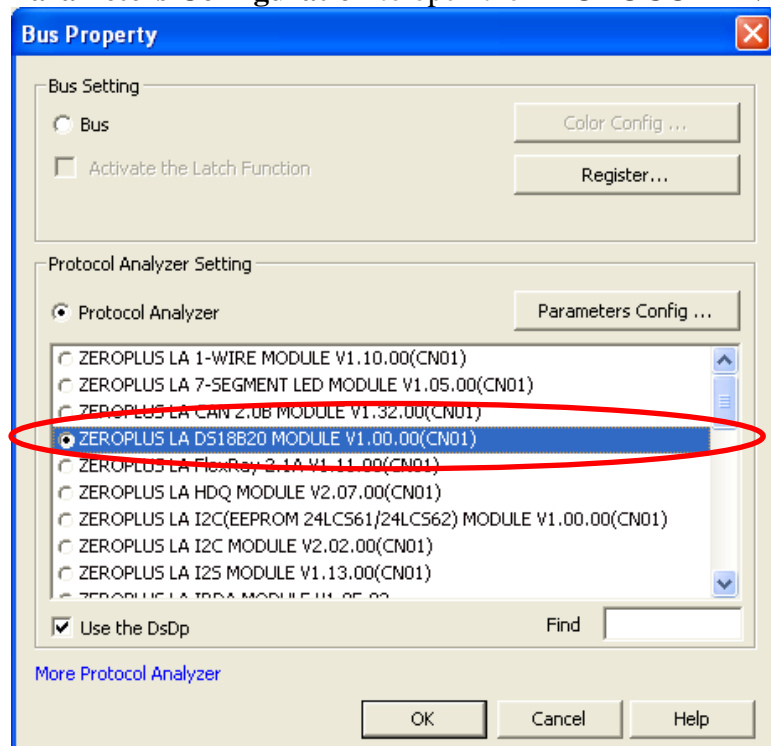 Bus Property
Bus Setting
Bus
Color Config ...
Activate the Latch Function
Register...
Protocol Analyzer Setting
Protocol Analyzer
Parameters Config ...
ZEROPLUS LA 1-WIRE MODULE V1.10.00(CN01)
ZEROPLUS LA 7-SEGMENT LED MODULE V1.05.00(CN01)
ZEROPLUS LA CAN 2.0B MODULE V1.32.00(CN01)
ZEROPLUS LA DS18B20 MODULE V1.00.00(CN01)
ZEROPLUS LA FlexRay 2.1A V1.11.00(CN01)
ZEROPLUS LA HDQ MODULE V2.07.00(CN01)
ZEROPLUS LA I2C(EEPROM 24LCS61/24LCS62) MODULE V1.00.00(CN01)
ZEROPLUS LA I2C MODULE V2.02.00(CN01)
ZEROPLUS LA I2S MODULE V1.13.00(CN01)
ZEROPLUS LA IRDA MODULE
Use the DsDp
Find
More Protocol Analyzer
OK
Cancel
Help